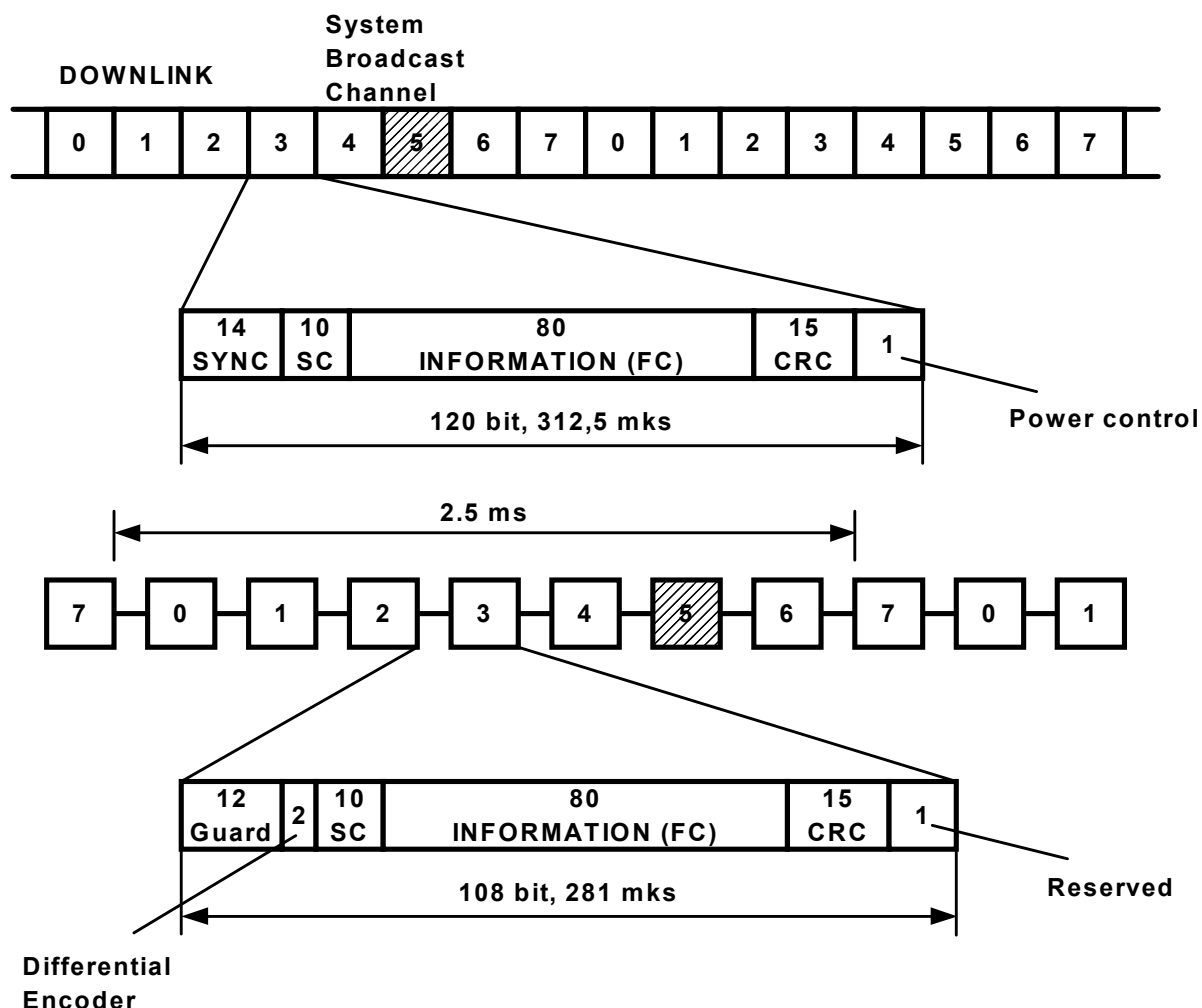 System
Broadcast
Channel
DOWNLINK
0 1 2 3 4 5 6 7 0 1 2 3 4 5 6 7
14 10 80 15 1
SYNC SC INFORMATION (FC) CRC
120 bit, 312,5 mks
Power control
2.5 ms
7 0 1 2 3 4 5 6 7 0 1
12 2 10 80 15 1
Guard SC INFORMATION (FC) CRC
108 bit, 281 mks
Reserved
Differential
Encoder